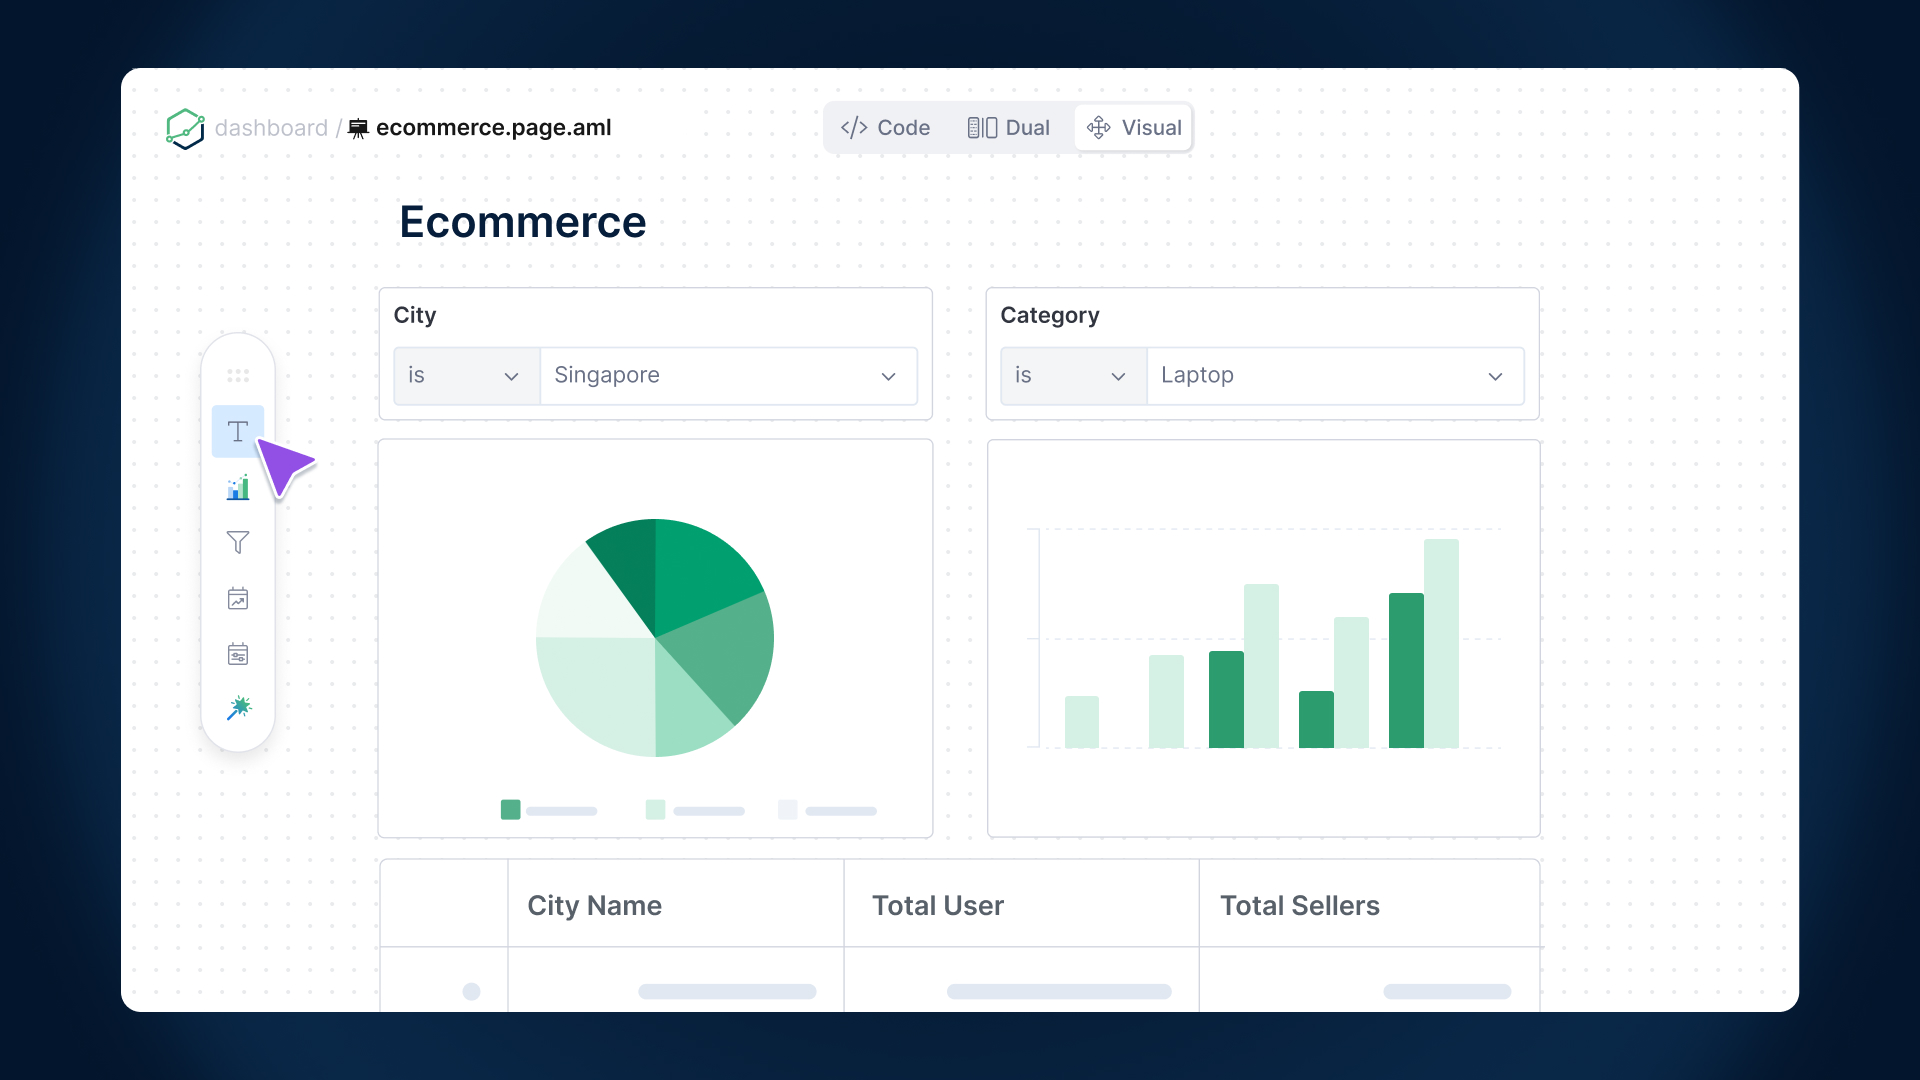 dashboard / ecommerce.page.aml
Code Dual Visual
Ecommerce
City
is Singapore
Category
is Laptop
City Name Total User Total Sellers